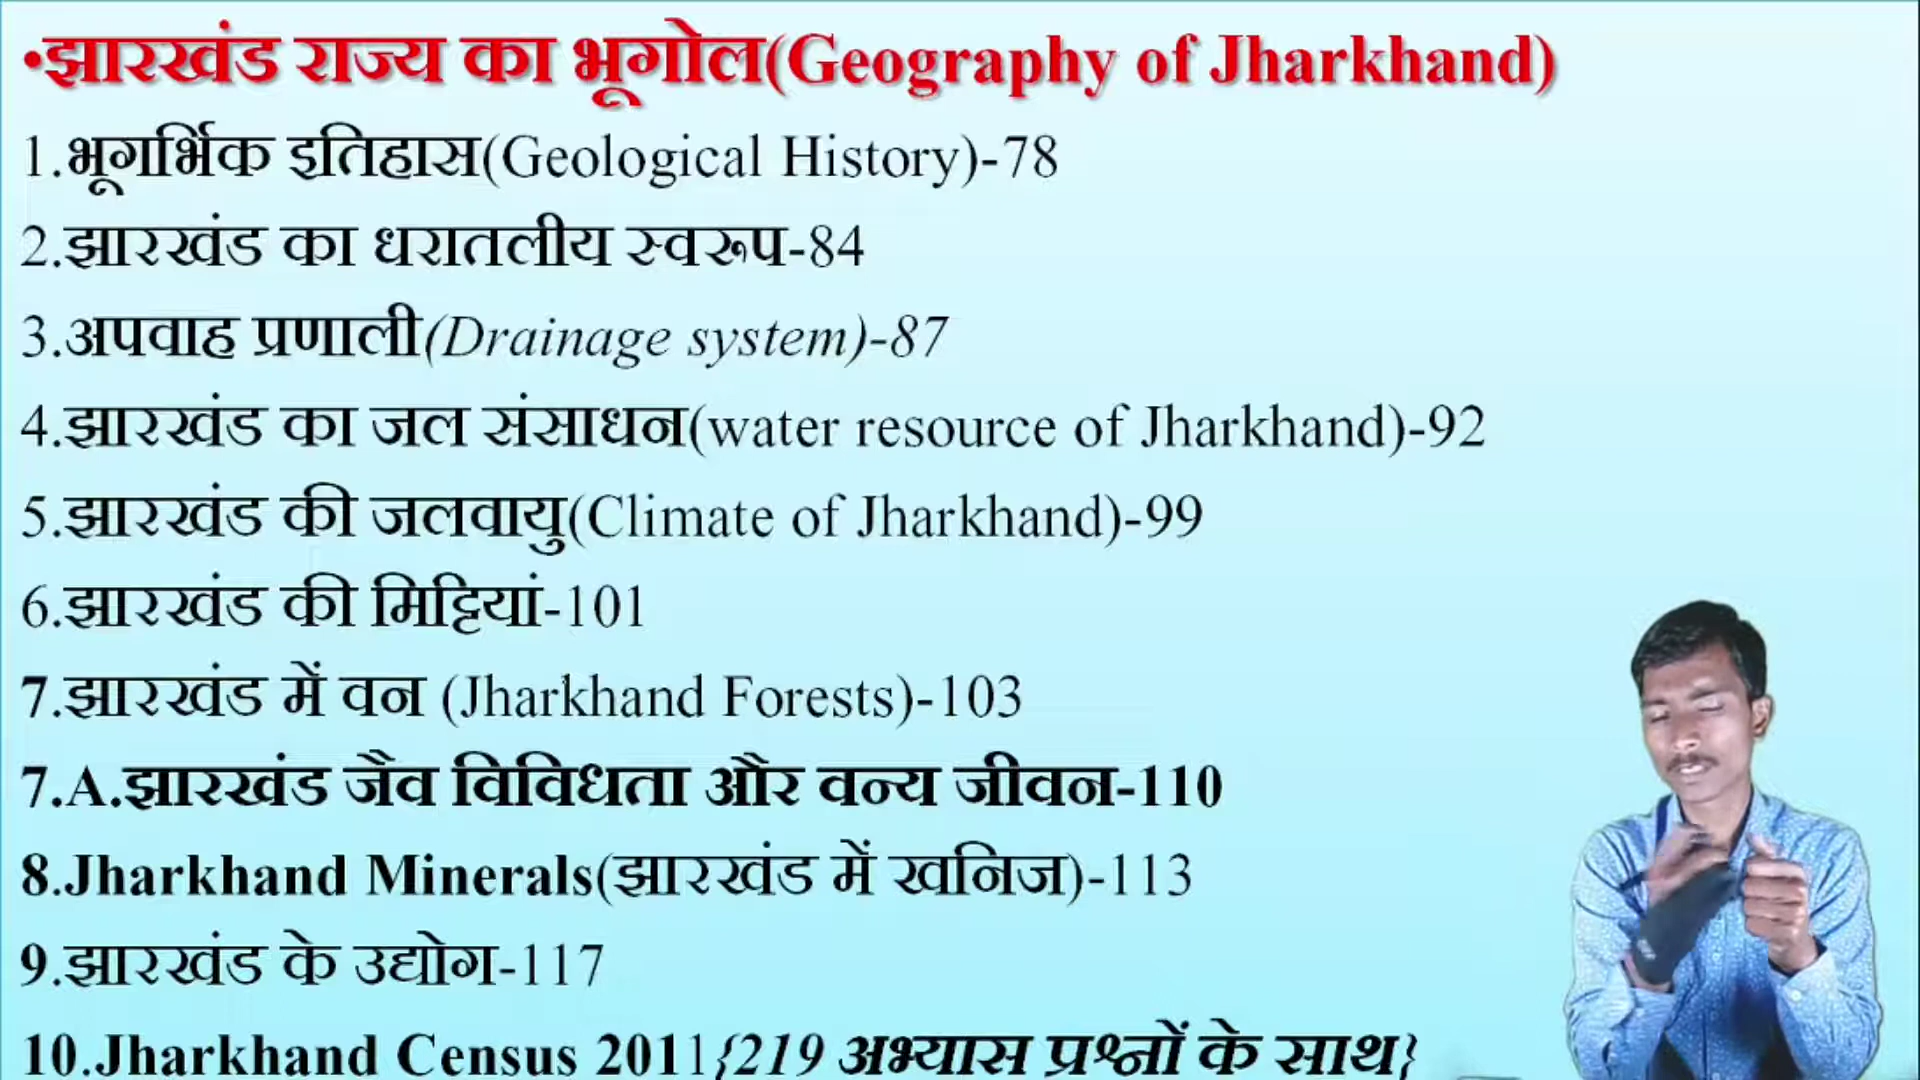 •झारखंड राज्य का भूगोल(Geography of Jharkhand)
1.भूगर्भिक इतिहास(Geological History)-78
2.झारखंड का धरातलीय स्वरूप-84
3.अपवाह प्रणाली(Drainage system)-87
4.झारखंड का जल संसाधन(water resource of Jharkhand)-92
5.झारखंड की जलवायु(Climate of Jharkhand)-99
6.झारखंड की मिट्टियां-101
7.झारखंड में वन (Jharkhand Forests)-103
7.A.झारखंड जैव विविधता और वन्य जीवन-110
8.Jharkhand Minerals(झारखंड में खनिज)-113
9.झारखंड के उद्योग-117
10.Jharkhand Census 2011{219 अभ्यास प्रश्नों के साथ}